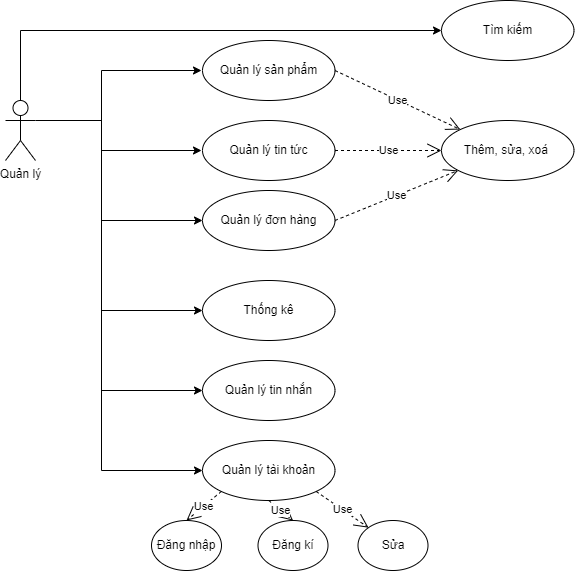 Tìm kiếm
Quản lý sản phẩm
Use
Quản lý
Quản lý tin tức
Use
Thêm, sửa, xoá
Quản lý đơn hàng
Use
Thống kê
Quản lý tin nhắn
Quản lý tài khoản
Use
Use
Use
Đăng nhập
Đăng kí
Sửa